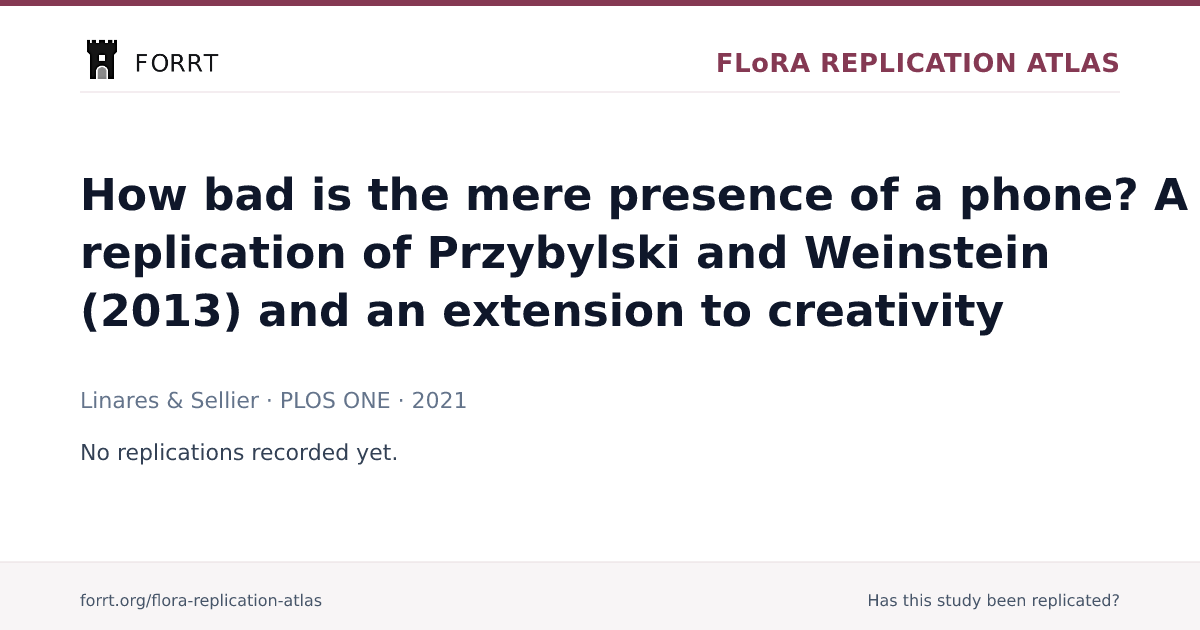 FORRT
FLoRA REPLICATION ATLAS
How bad is the mere presence of a phone? A
replication of Przybylski and Weinstein
(2013) and an extension to creativity
Linares & Sellier · PLOS ONE · 2021
No replications recorded yet.
forrt.org/flora-replication-atlas
Has this study been replicated?